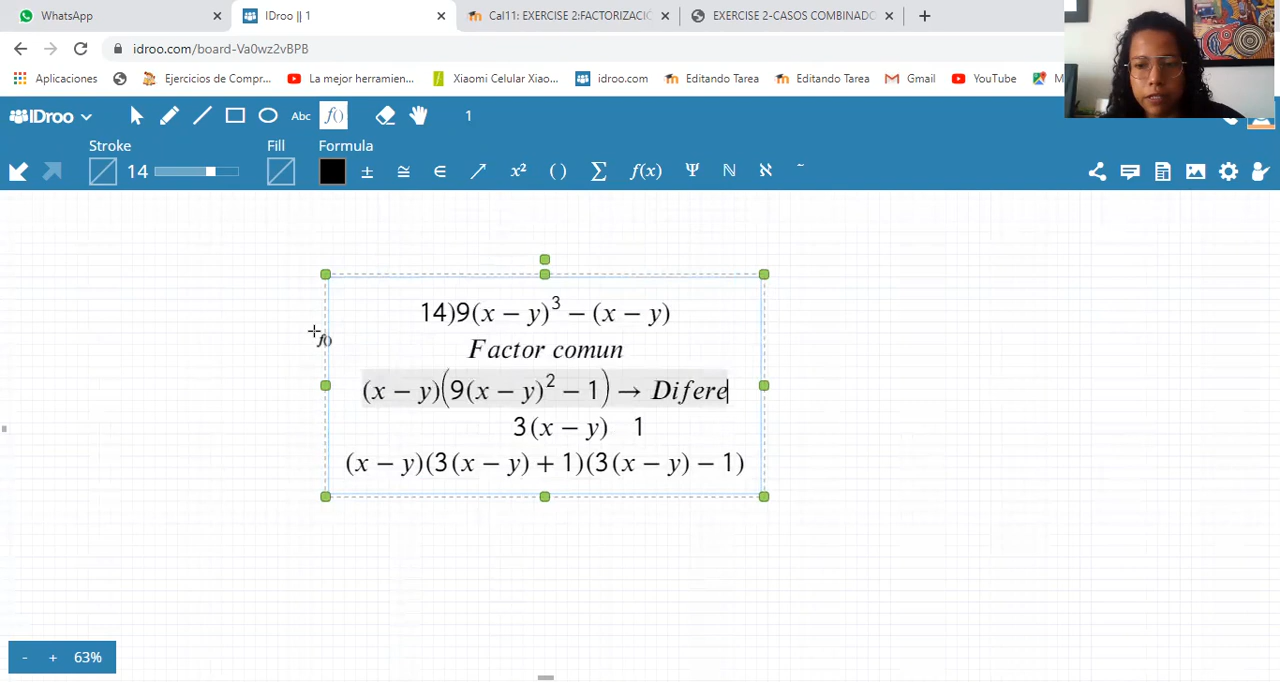 WhatsApp
IDroo || 1
Cal11: EXERCISE 2:FACTORIZACIÓ
EXERCISE 2-CASOS COMBINADO
idroo.com/board-Va0wz2vBPB
Aplicaciones
Ejercicios de Compr...
La mejor herramien...
Xiaomi Celular Xiao...
idroo.com
Editando Tarea
Editando Tarea
Gmail
YouTube
M
IDroo
Abc
f()
1
Stroke
Fill
Formula
14
± ≅ ∈ x² ( ) ∑ f(x) Ψ ℕ ℵ ~
14)9(x − y)³ − (x − y)
Factor comun
(x − y)(9(x − y)² − 1) → Difere
f()
3(x − y) 1
(x − y)(3(x − y) + 1)(3(x − y) − 1)
- + 63%